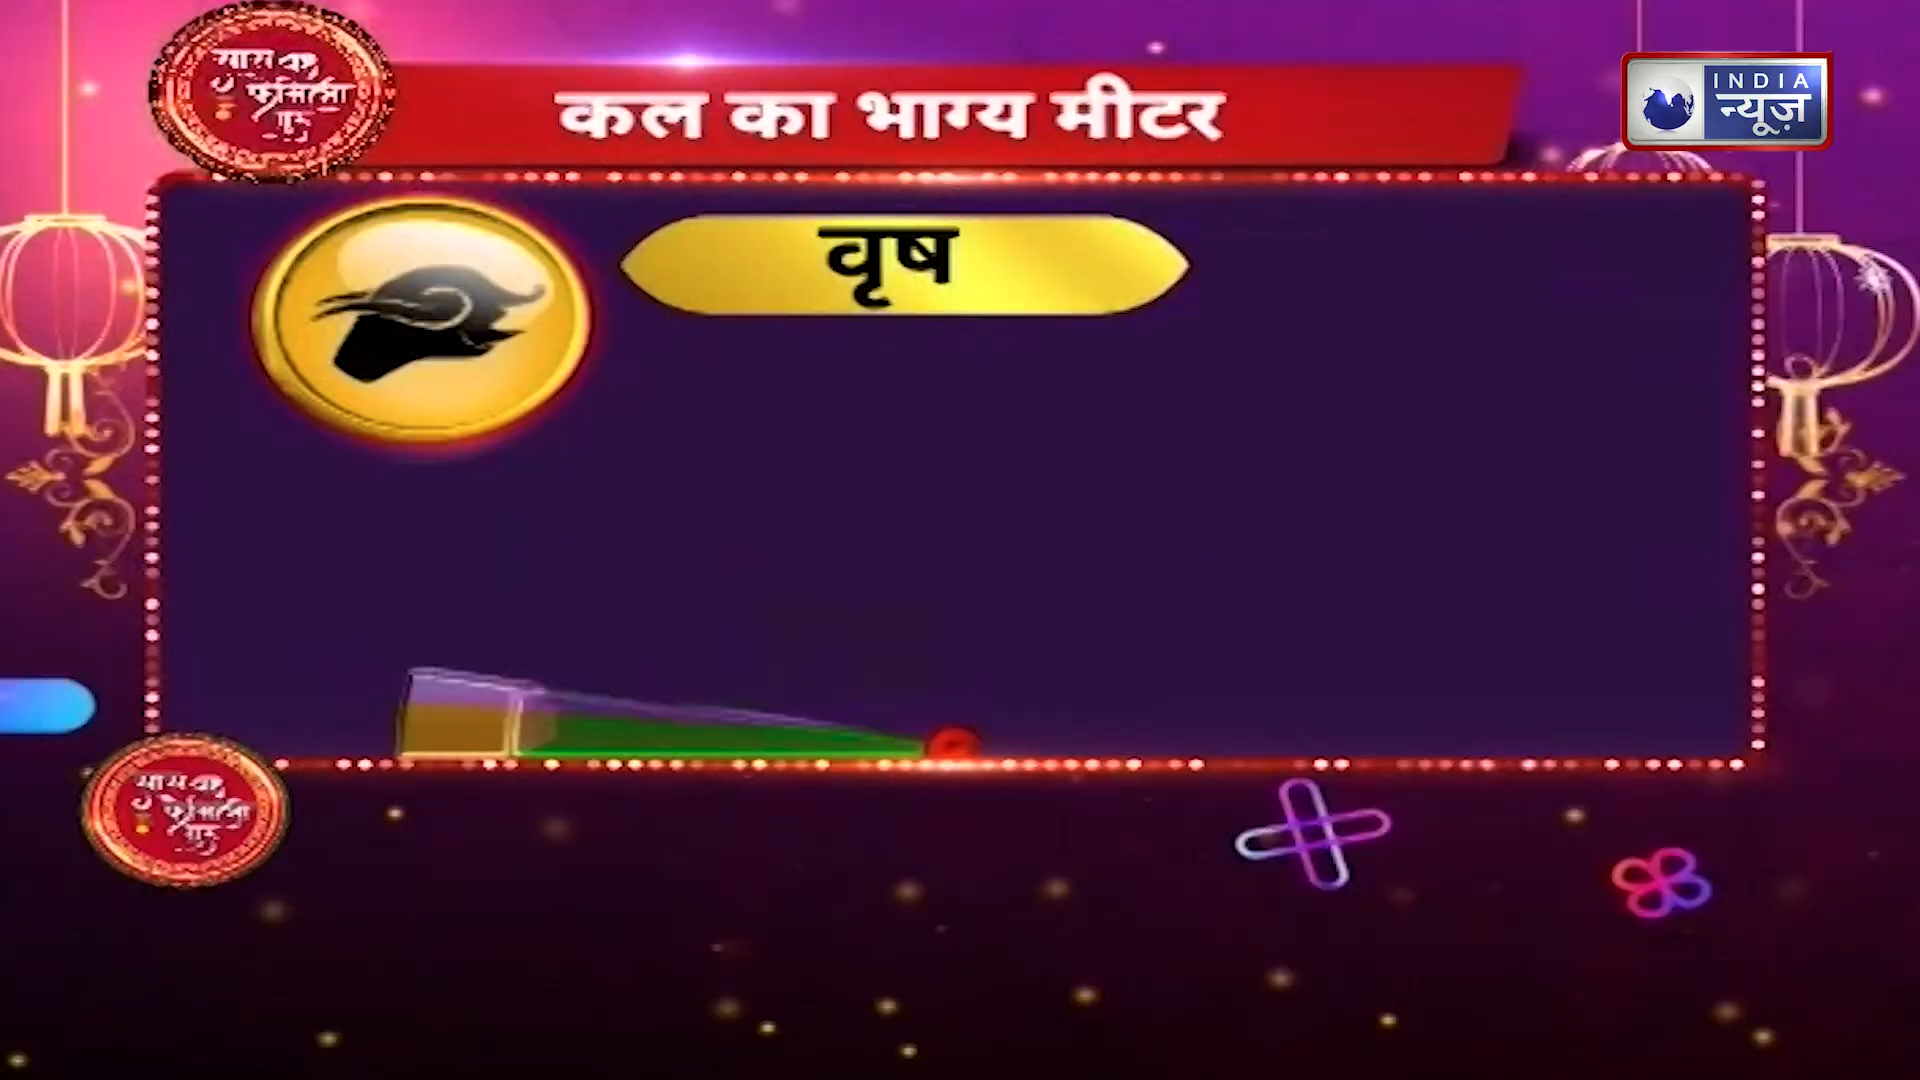 कल का भाग्य मीटर
INDIA
न्यूज़
वृष